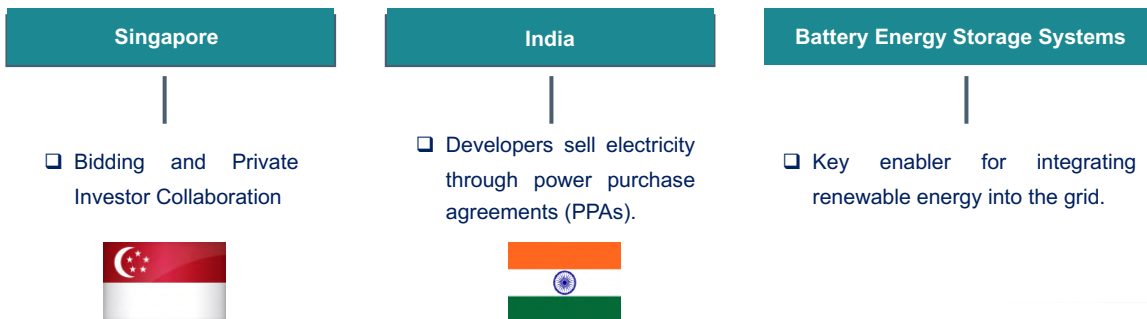 Singapore
❑ Bidding and Private
Investor Collaboration
India
❑ Developers sell electricity
through power purchase
agreements (PPAs).
Battery Energy Storage Systems
❑ Key enabler for integrating
renewable energy into the grid.